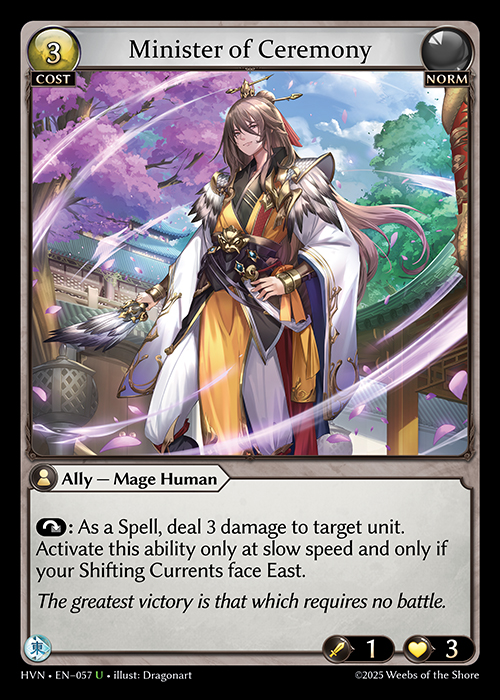 3
COST
Minister of Ceremony
NORM
Ally — Mage Human
: As a Spell, deal 3 damage to target unit.
Activate this ability only at slow speed and only if
your Shifting Currents face East.
The greatest victory is that which requires no battle.
東
1
3
HVN • EN–057 U • illust: Dragonart
©2025 Weebs of the Shore